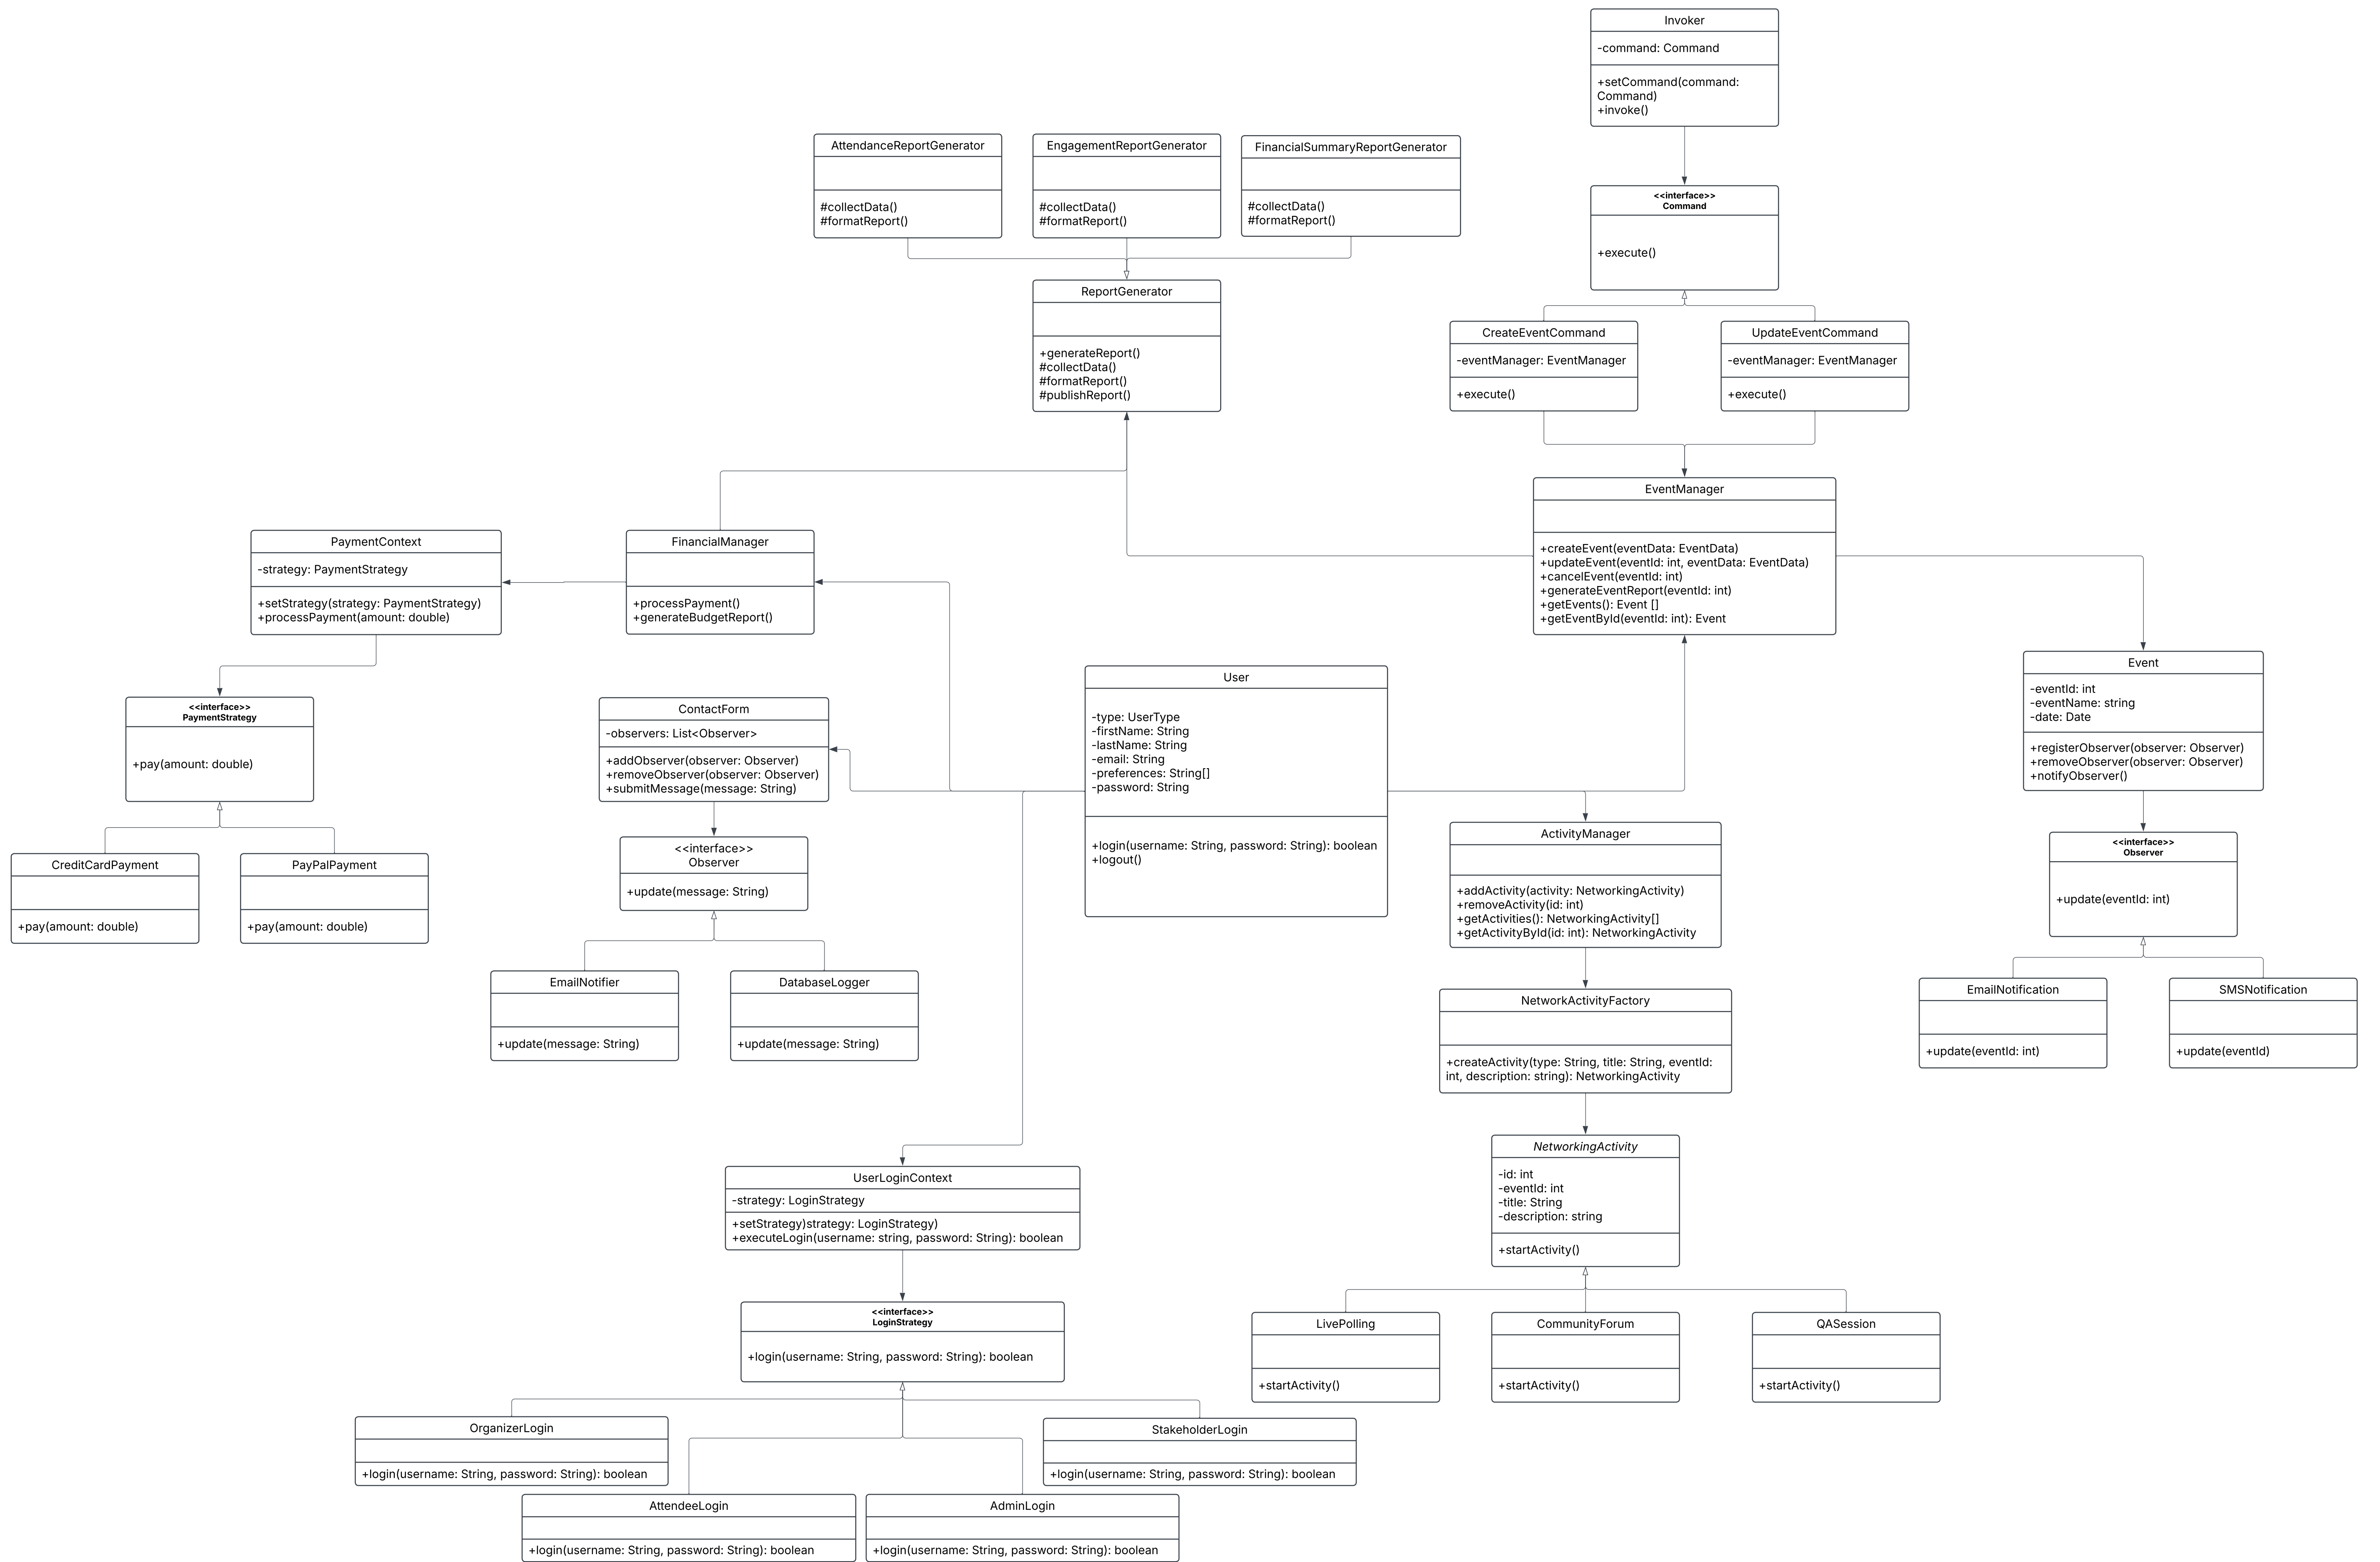 Invoker
-command: Command
+setCommand(command:
Command)
+invoke()
AttendanceReportGenerator
#collectData()
#formatReport()
EngagementReportGenerator
#collectData()
#formatReport()
FinancialSummaryReportGenerator
#collectData()
#formatReport()
<<interface>>
Command
+execute()
ReportGenerator
+generateReport()
#collectData()
#formatReport()
#publishReport()
CreateEventCommand
-eventManager: EventManager
+execute()
UpdateEventCommand
-eventManager: EventManager
+execute()
EventManager
+createEvent(eventData: EventData)
+updateEvent(eventId: int, eventData: EventData)
+cancelEvent(eventId: int)
+generateEventReport(eventId: int)
+getEvents(): Event []
+getEventById(eventId: int): Event
PaymentContext
-strategy: PaymentStrategy
+setStrategy(strategy: PaymentStrategy)
+processPayment(amount: double)
FinancialManager
+processPayment()
+generateBudgetReport()
<<interface>>
PaymentStrategy
+pay(amount: double)
ContactForm
-observers: List<Observer>
+addObserver(observer: Observer)
+removeObserver(observer: Observer)
+submitMessage(message: String)
User
-type: UserType
-firstName: String
-lastName: String
-email: String
-preferences: String[]
-password: String
+login(username: String, password: String): boolean
+logout()
Event
-eventId: int
-eventName: string
-date: Date
+registerObserver(observer: Observer)
+removeObserver(observer: Observer)
+notifyObserver()
CreditCardPayment
+pay(amount: double)
PayPalPayment
+pay(amount: double)
<<interface>>
Observer
+update(message: String)
ActivityManager
+addActivity(activity: NetworkingActivity)
+removeActivity(id: int)
+getActivities(): NetworkingActivity[]
+getActivityById(id: int): NetworkingActivity
<<interface>>
Observer
+update(eventId: int)
EmailNotifier
+update(message: String)
DatabaseLogger
+update(message: String)
NetworkActivityFactory
+createActivity(type: String, title: String, eventId:
int, description: string): NetworkingActivity
EmailNotification
+update(eventId: int)
SMSNotification
+update(eventId)
UserLoginContext
-strategy: LoginStrategy
+setStrategy)strategy: LoginStrategy)
+executeLogin(username: string, password: String): boolean
NetworkingActivity
-id: int
-eventId: int
-title: String
-description: string
+startActivity()
<<interface>>
LoginStrategy
+login(username: String, password: String): boolean
LivePolling
+startActivity()
CommunityForum
+startActivity()
QASession
+startActivity()
OrganizerLogin
+login(username: String, password: String): boolean
StakeholderLogin
+login(username: String, password: String): boolean
AttendeeLogin
+login(username: String, password: String): boolean
AdminLogin
+login(username: String, password: String): boolean